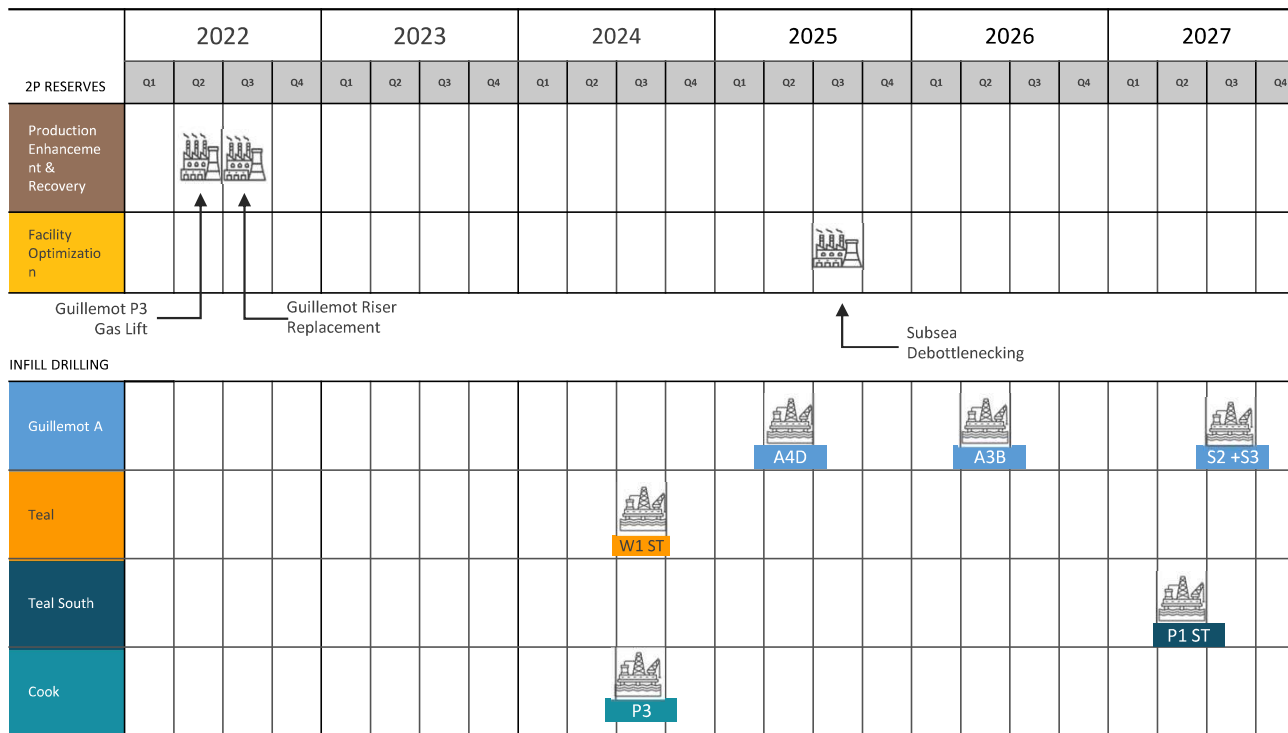 2022 2023 2024 2025 2026 2027
2P RESERVES Q1 Q2 Q3 Q4 Q1 Q2 Q3 Q4 Q1 Q2 Q3 Q4 Q1 Q2 Q3 Q4 Q1 Q2 Q3 Q4 Q1 Q2 Q3 Q4
Production
Enhanceme
nt &
Recovery
Facility
Optimizatio
n
Guillemot P3
Gas Lift
Guillemot Riser
Replacement
Subsea
Debottlenecking
INFILL DRILLING
Guillemot A
A4D A3B S2 +S3
Teal
W1 ST
Teal South
P1 ST
Cook
P3